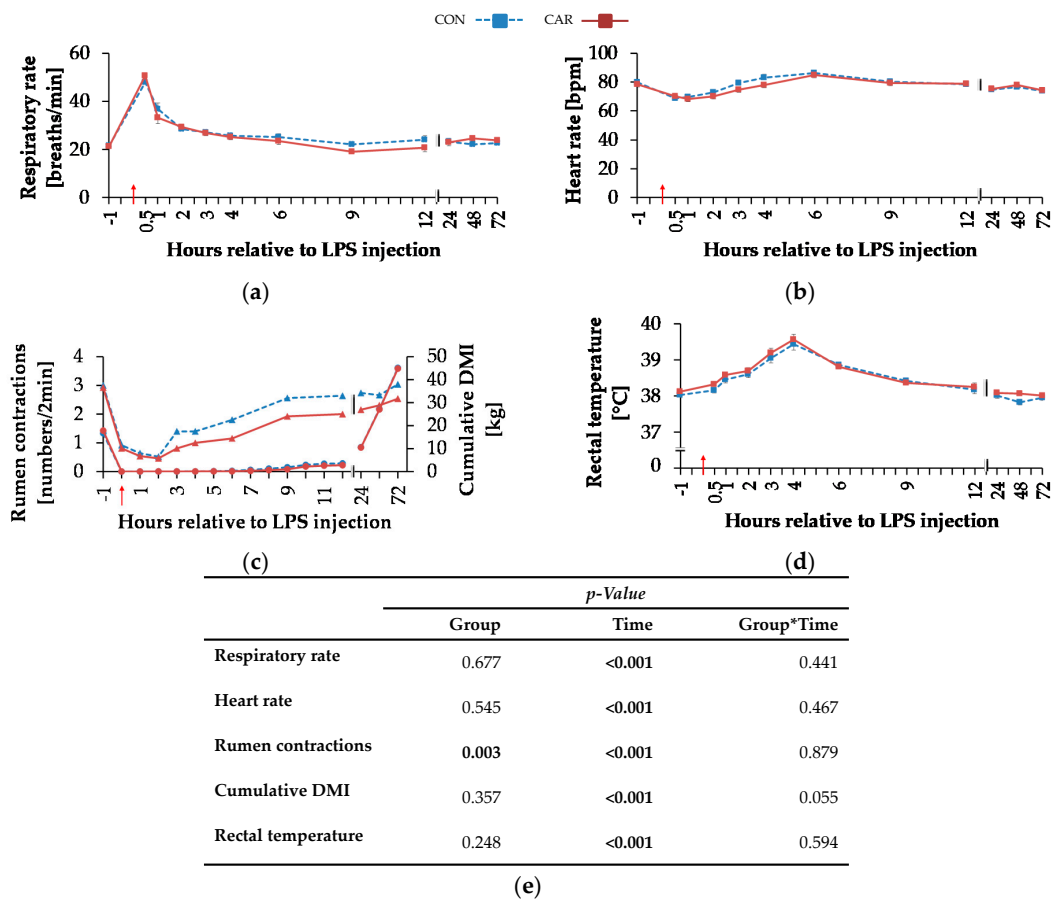 CON CAR
60
40
20
0
Respiratory rate
[breaths/min]
-1 0.5 1 2 3 4 6 9 12 24 48 72
Hours relative to LPS injection
(a)
100
80
60
40
20
0
Heart rate [bpm]
-1 0.5 1 2 3 4 6 9 12 24 48 72
Hours relative to LPS injection
(b)
4
3
2
1
0
Rumen contractions
[numbers/2min]
50
40
30
20
10
0
Cumulative DMI
[kg]
-1 1 3 5 7 9 11 24 72
Hours relative to LPS injection
(c)
40
39
38
37
0
Rectal temperature
[°C]
-1 0.5 1 2 3 4 6 9 12 24 48 72
Hours relative to LPS injection
(d)
p-Value
Group Time Group*Time
Respiratory rate 0.677 <0.001 0.441
Heart rate 0.545 <0.001 0.467
Rumen contractions 0.003 <0.001 0.879
Cumulative DMI 0.357 <0.001 0.055
Rectal temperature 0.248 <0.001 0.594
(e)